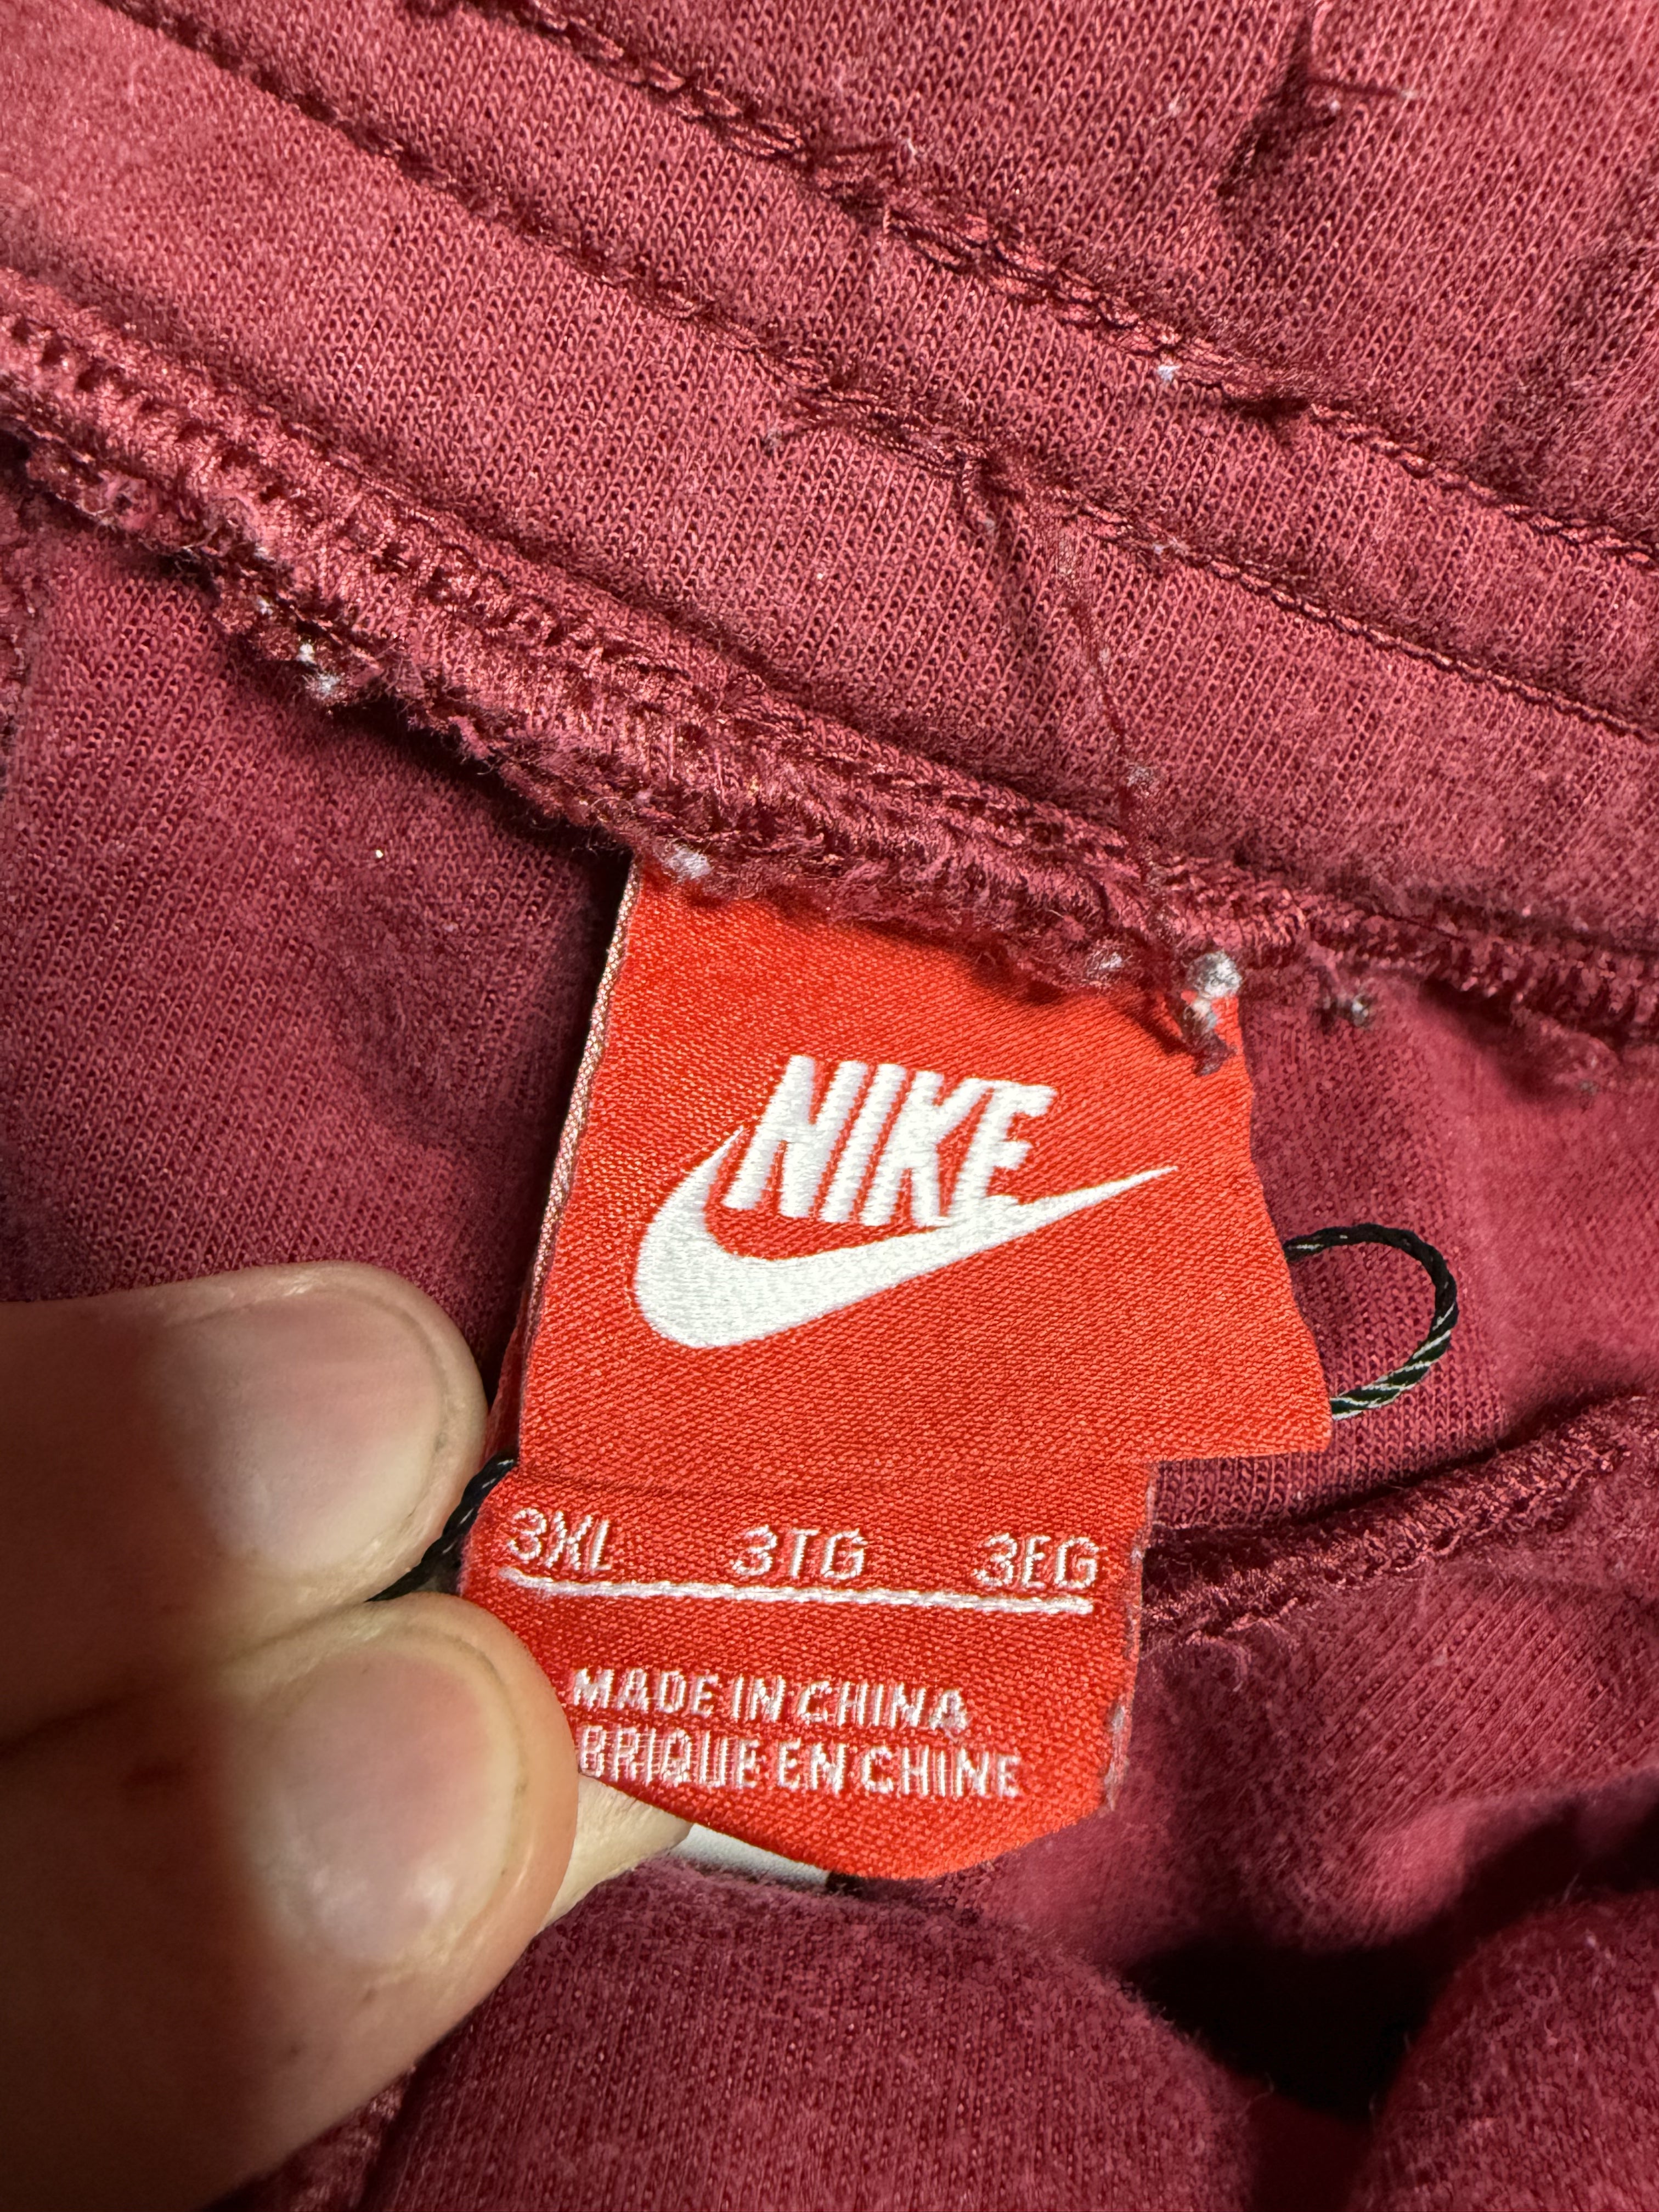 NIKE
3XL 3TG 3EG
MADE IN CHINA
BRIQUE EN CHINE